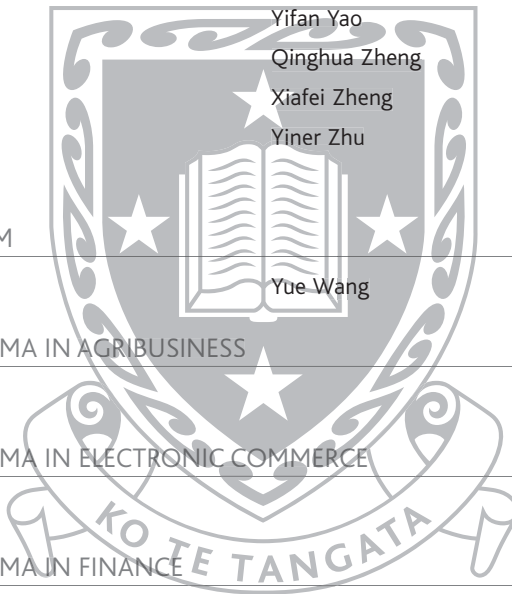 Yifan Yao
Qinghua Zheng
Xiafei Zheng
Yiner Zhu
M
Yue Wang
MA IN AGRIBUSINESS
MA IN ELECTRONIC COMMERCE
MA IN FINANCE
KO TE TANGATA